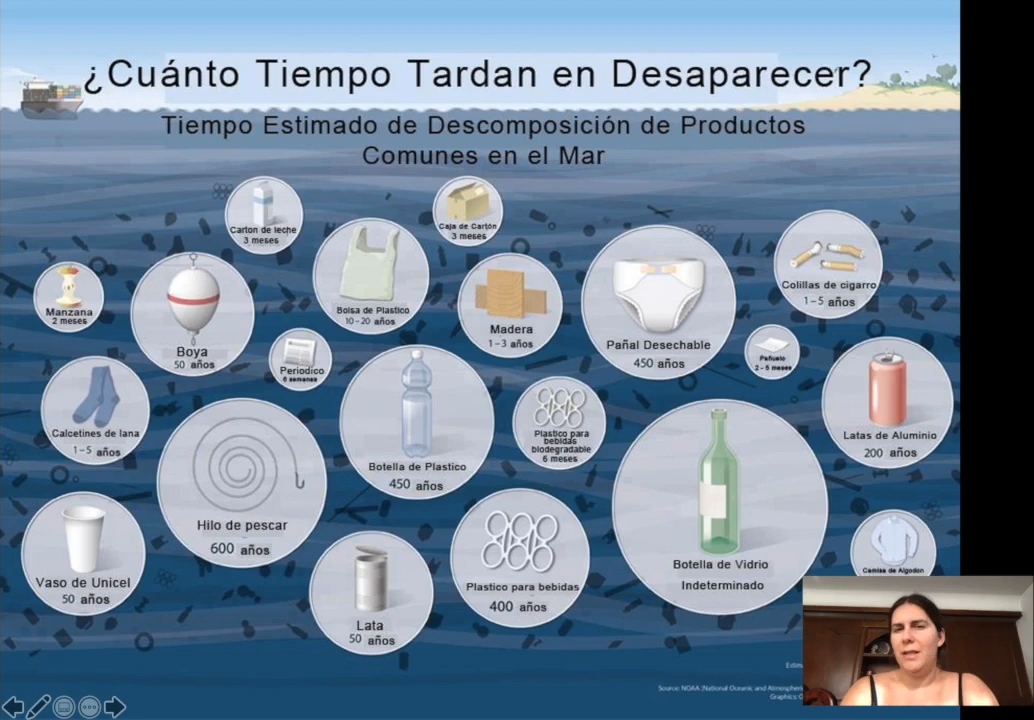 ¿Cuánto Tiempo Tardan en Desaparecer?
Tiempo Estimado de Descomposición de Productos
Comunes en el Mar
Carton de leche
3 meses
Caja de Cartón
3 meses
Manzana
2 meses
Boya
50 años
Bolsa de Plastico
10-20 años
Madera
1-3 años
Pañal Desechable
450 años
Colillas de cigarro
1-5 años
Periodico
6 semanas
Pañuelo
2-6 meses
Calcetines de lana
1-5 años
Hilo de pescar
600 años
Botella de Plastico
450 años
Plastico para
bebidas
biodegradable
6 meses
Botella de Vidrio
Indeterminado
Latas de Aluminio
200 años
Vaso de Unicel
50 años
Lata
50 años
Plastico para bebidas
400 años
Camisa de Algodón
Source: NOAA (National Oceanic and
Graphics: